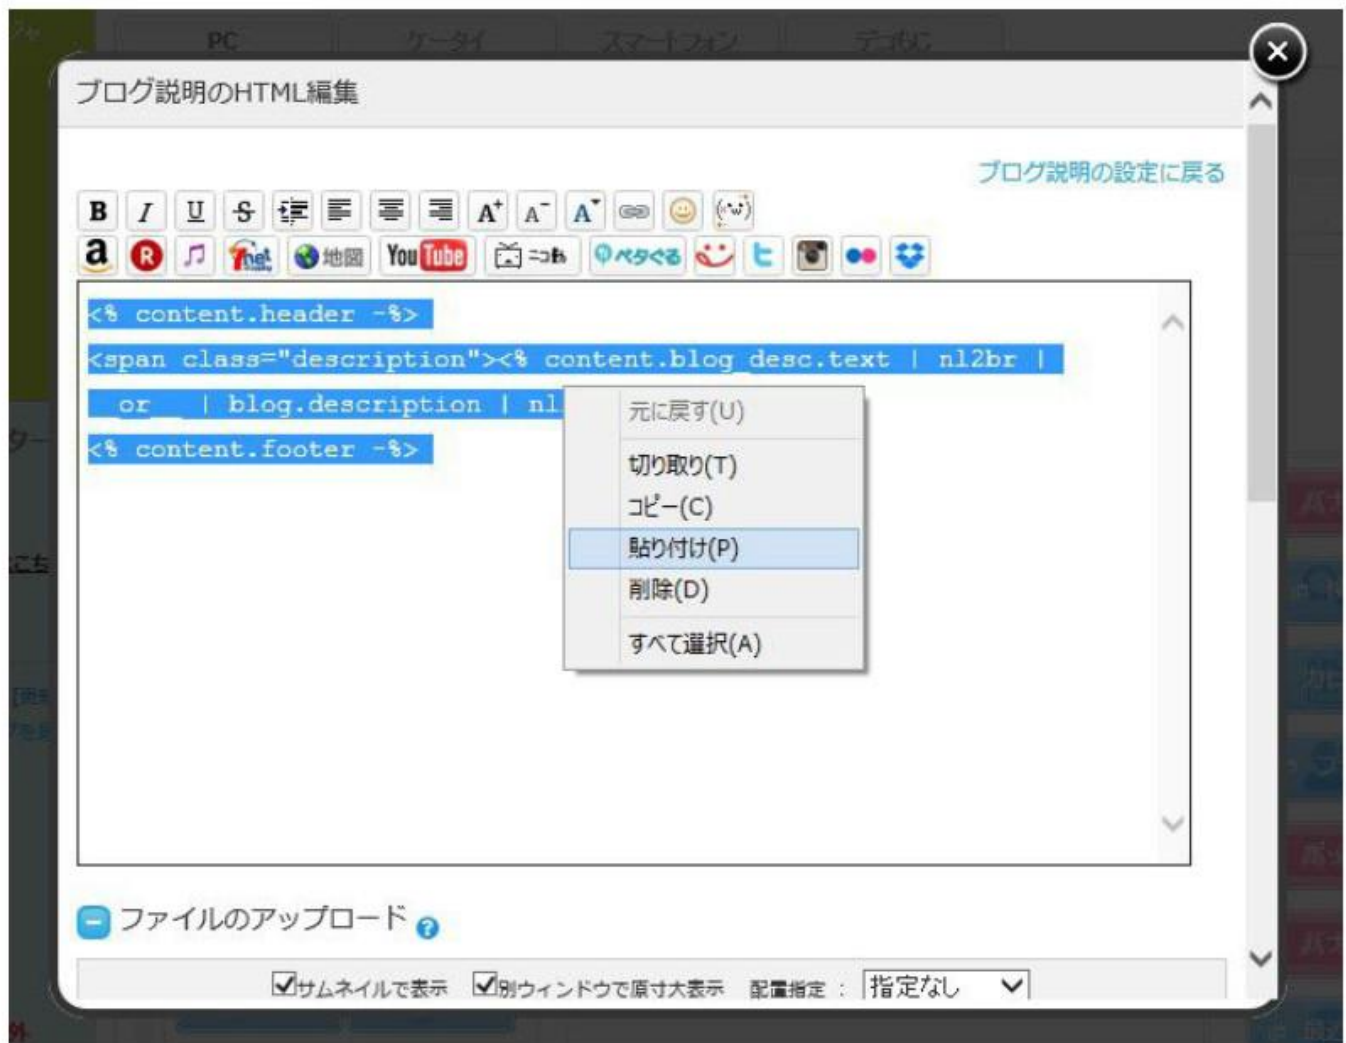 PC ケータイ スマートフォン デコもじ
ブログ説明のHTML編集
ブログ説明の設定に戻る
B I U S A+ A- A
a R 7net 地図 YouTube ニコ動 ペタぐる
<% content.header -%>
<span class="description"><% content.blog_desc.text | nl2br |
__or__ | blog.description | nl
<% content.footer -%>
元に戻す(U)
切り取り(T)
コピー(C)
貼り付け(P)
削除(D)
すべて選択(A)
ファイルのアップロード ?
サムネイルで表示 別ウィンドウで原寸大表示 配置指定 : 指定なし